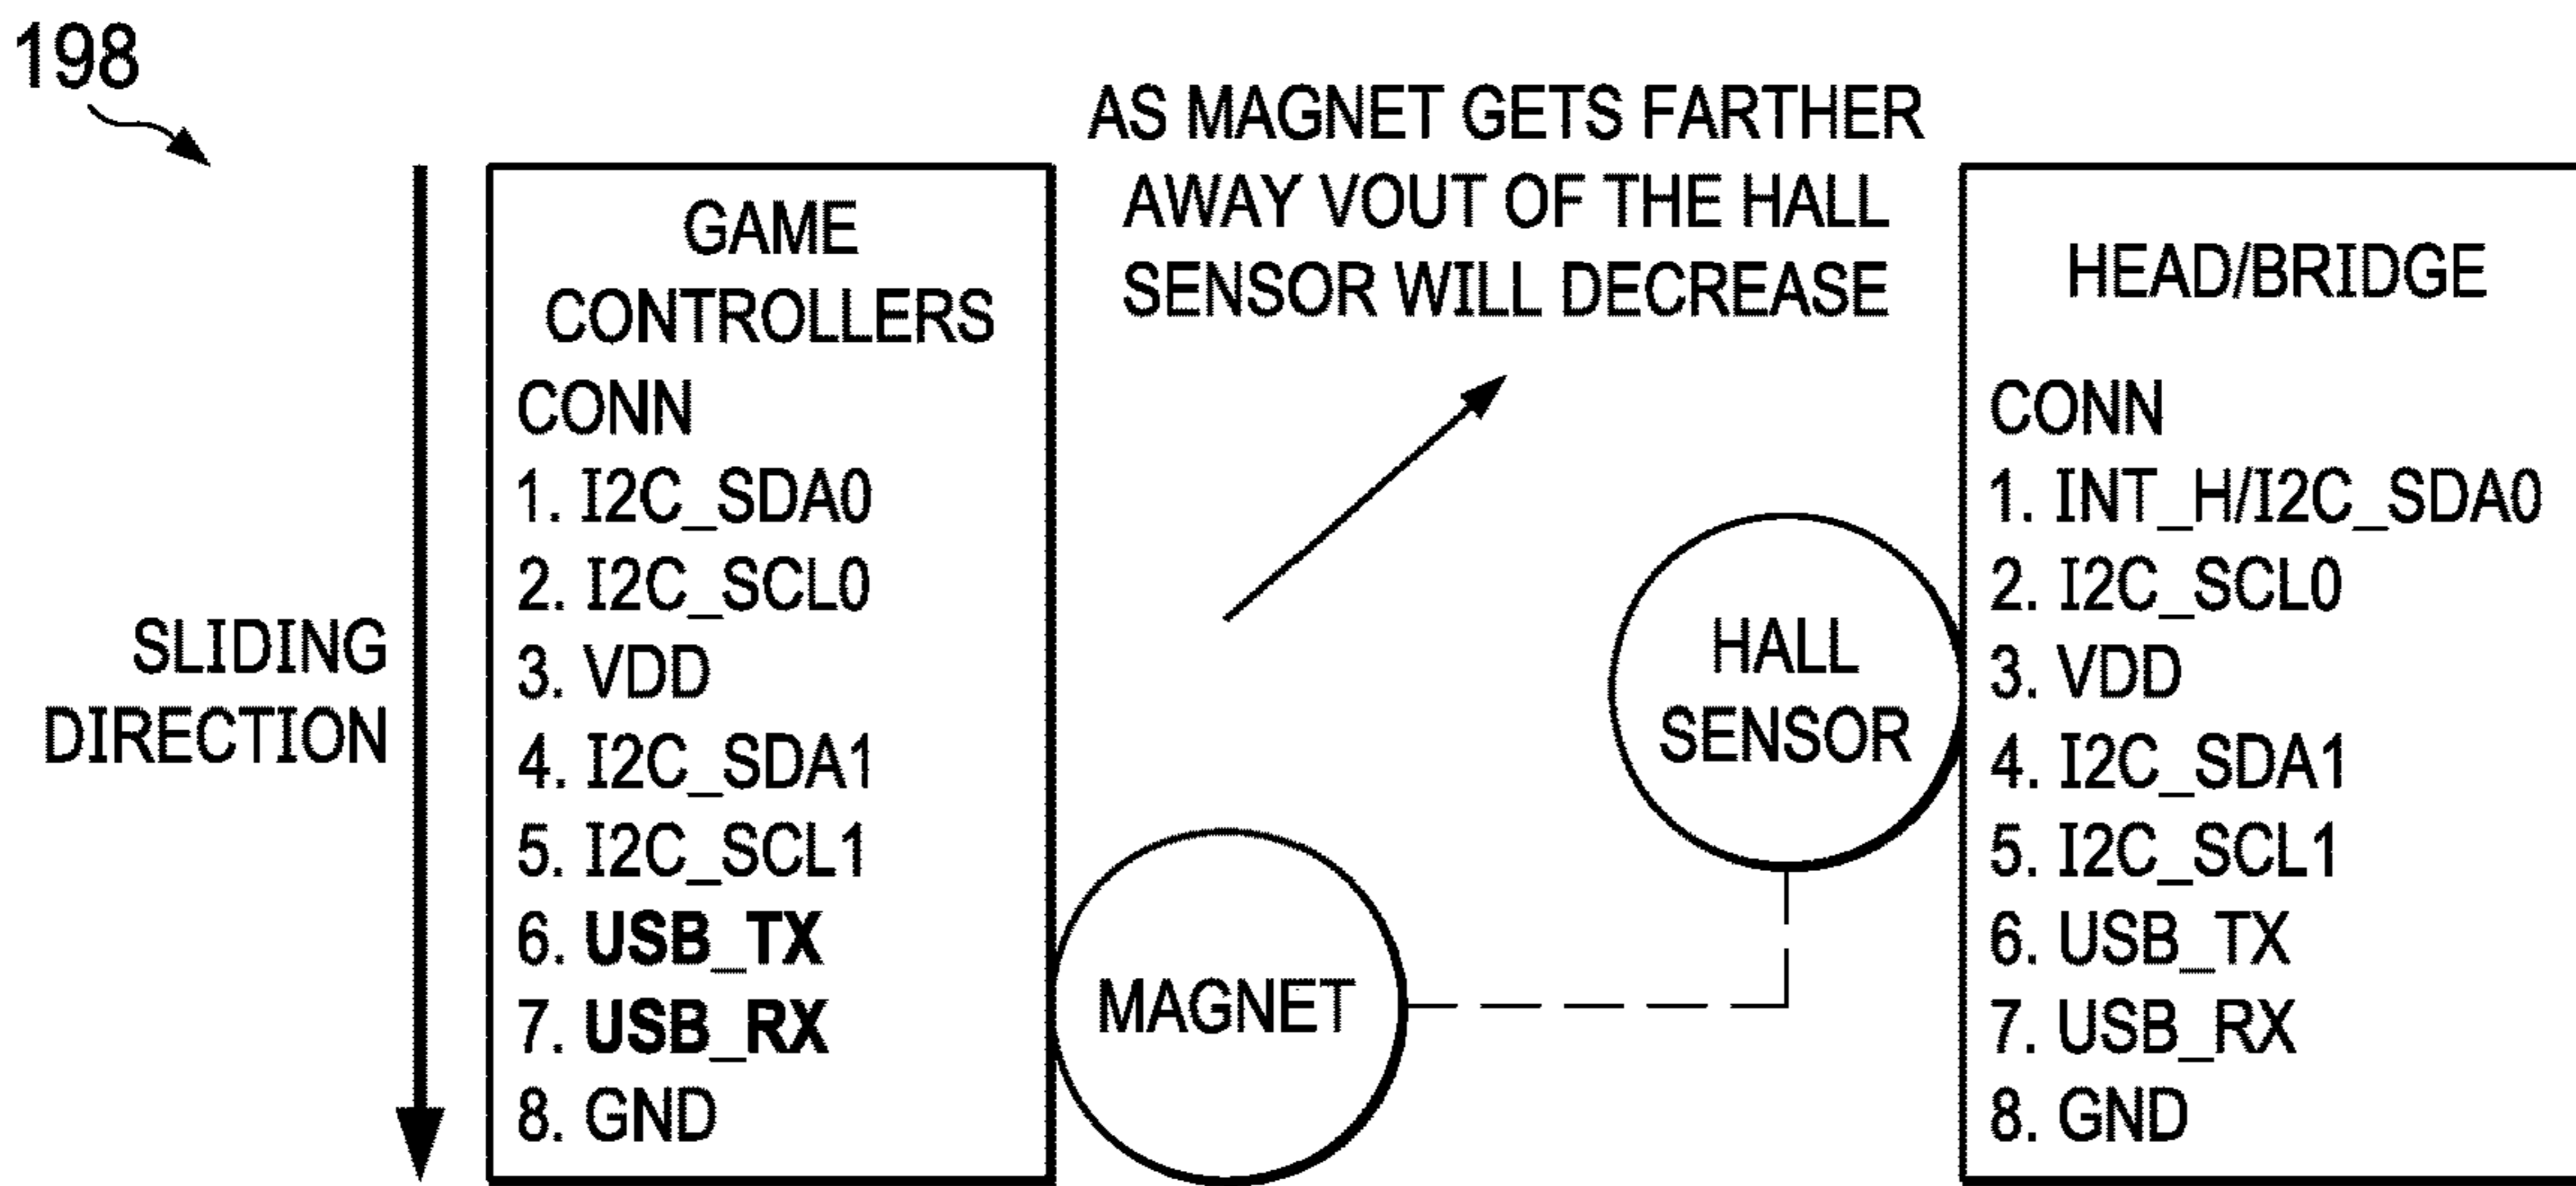 198
SLIDING
DIRECTION
GAME
CONTROLLERS
CONN
1. I2C_SDA0
2. I2C_SCL0
3. VDD
4. I2C_SDA1
5. I2C_SCL1
6. USB_TX
7. USB_RX
8. GND
AS MAGNET GETS FARTHER
AWAY VOUT OF THE HALL
SENSOR WILL DECREASE
MAGNET
HALL
SENSOR
HEAD/BRIDGE
CONN
1. INT_H/I2C_SDA0
2. I2C_SCL0
3. VDD
4. I2C_SDA1
5. I2C_SCL1
6. USB_TX
7. USB_RX
8. GND